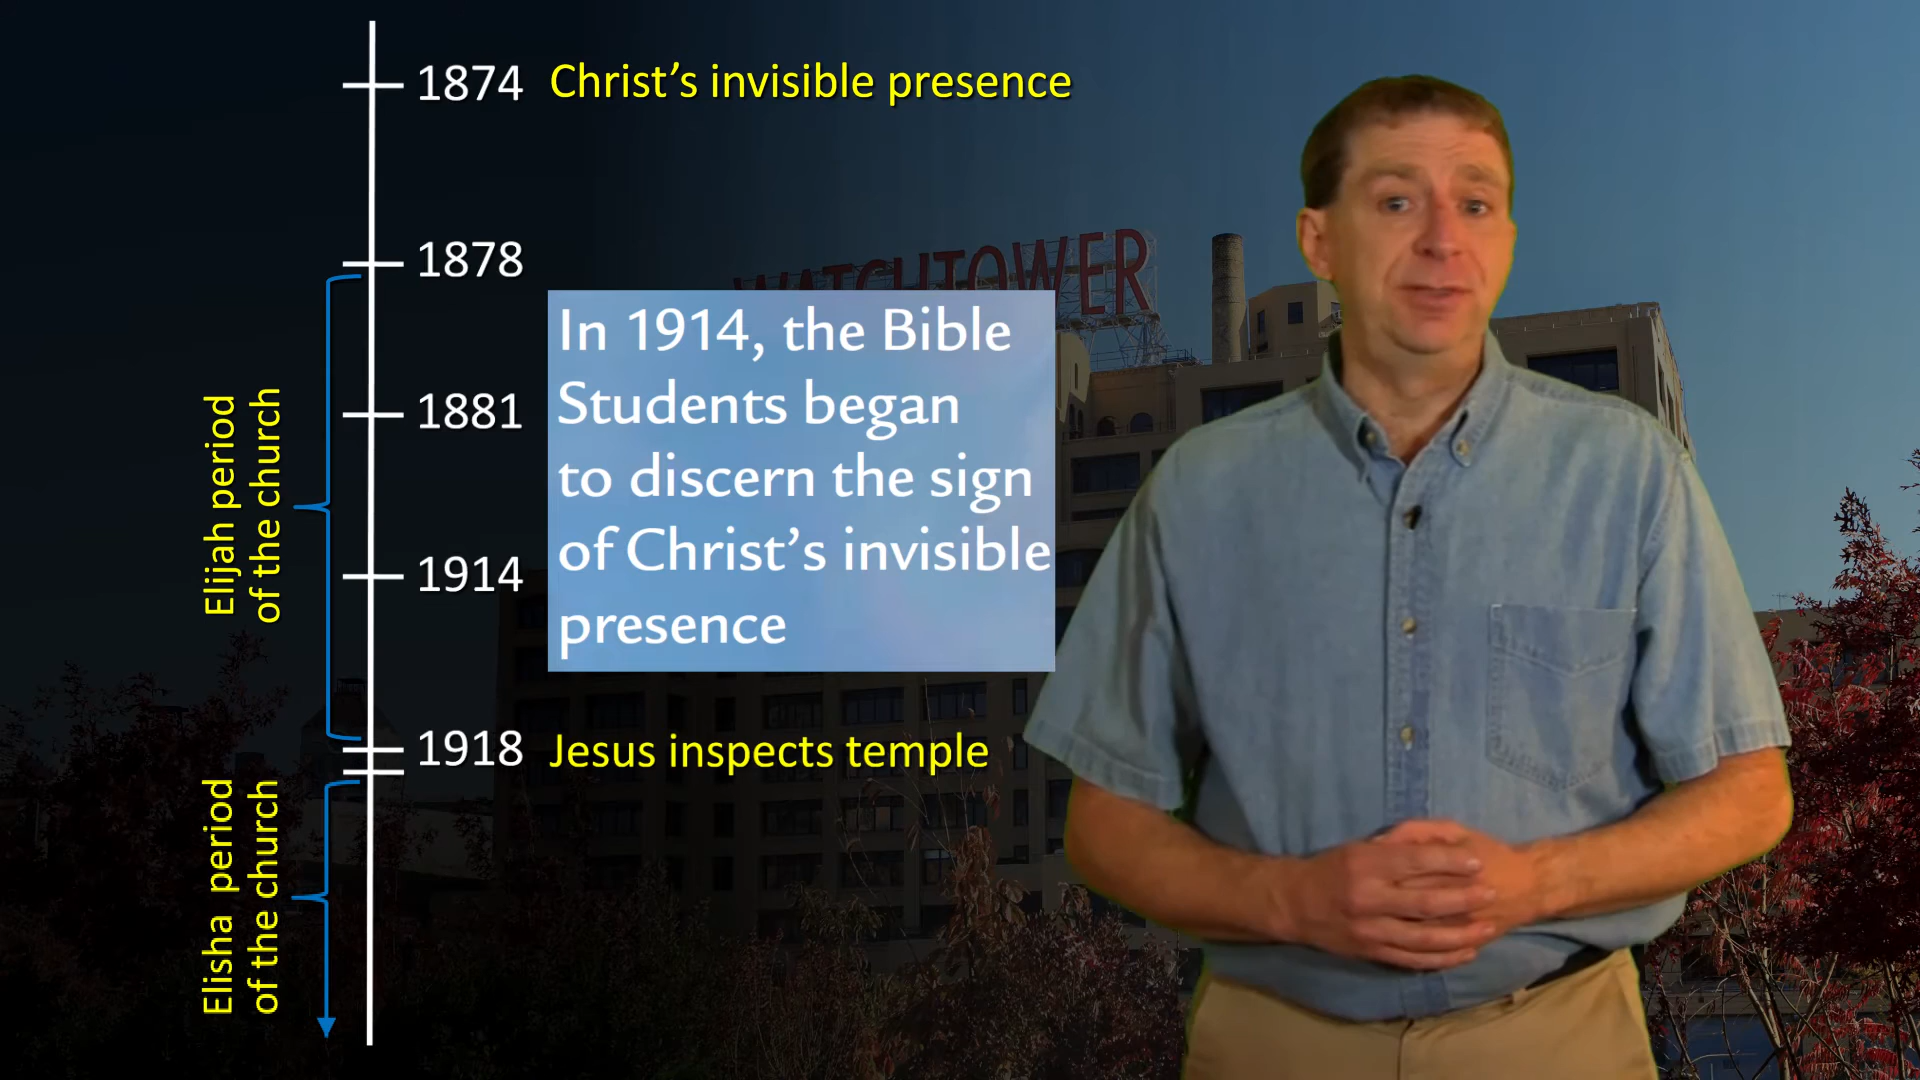 1874 Christ's invisible presence
WATCHTOWER
1878
In 1914, the Bible
Students began
to discern the sign
of Christ's invisible
presence
1881
1914
1918 Jesus inspects temple
Elijah period
of the church
Elisha period
of the church